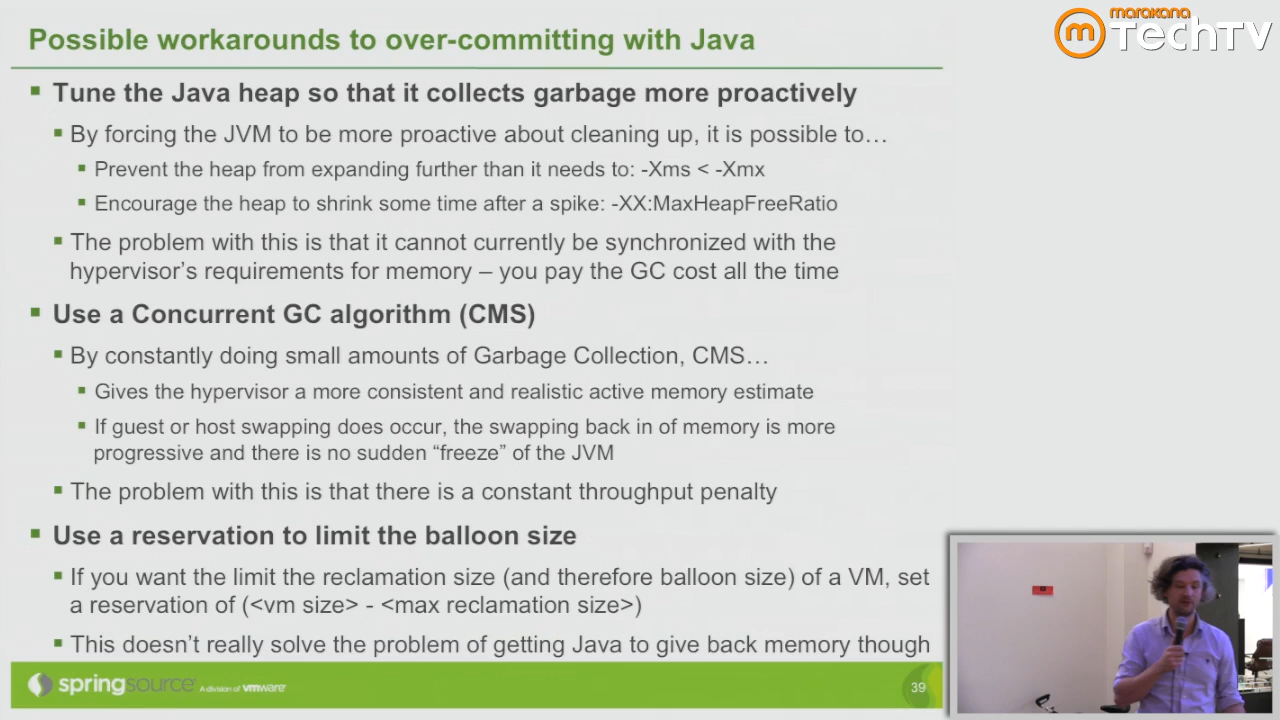 Possible workarounds to over-committing with Java
marakana
m TechTV
Tune the Java heap so that it collects garbage more proactively
By forcing the JVM to be more proactive about cleaning up, it is possible to…
Prevent the heap from expanding further than it needs to: -Xms < -Xmx
Encourage the heap to shrink some time after a spike: -XX:MaxHeapFreeRatio
The problem with this is that it cannot currently be synchronized with the
hypervisor's requirements for memory – you pay the GC cost all the time
Use a Concurrent GC algorithm (CMS)
By constantly doing small amounts of Garbage Collection, CMS…
Gives the hypervisor a more consistent and realistic active memory estimate
If guest or host swapping does occur, the swapping back in of memory is more
progressive and there is no sudden “freeze” of the JVM
The problem with this is that there is a constant throughput penalty
Use a reservation to limit the balloon size
If you want the limit the reclamation size (and therefore balloon size) of a VM, set
a reservation of (<vm size> - <max reclamation size>)
This doesn't really solve the problem of getting Java to give back memory though
springsource A division of vmware
39